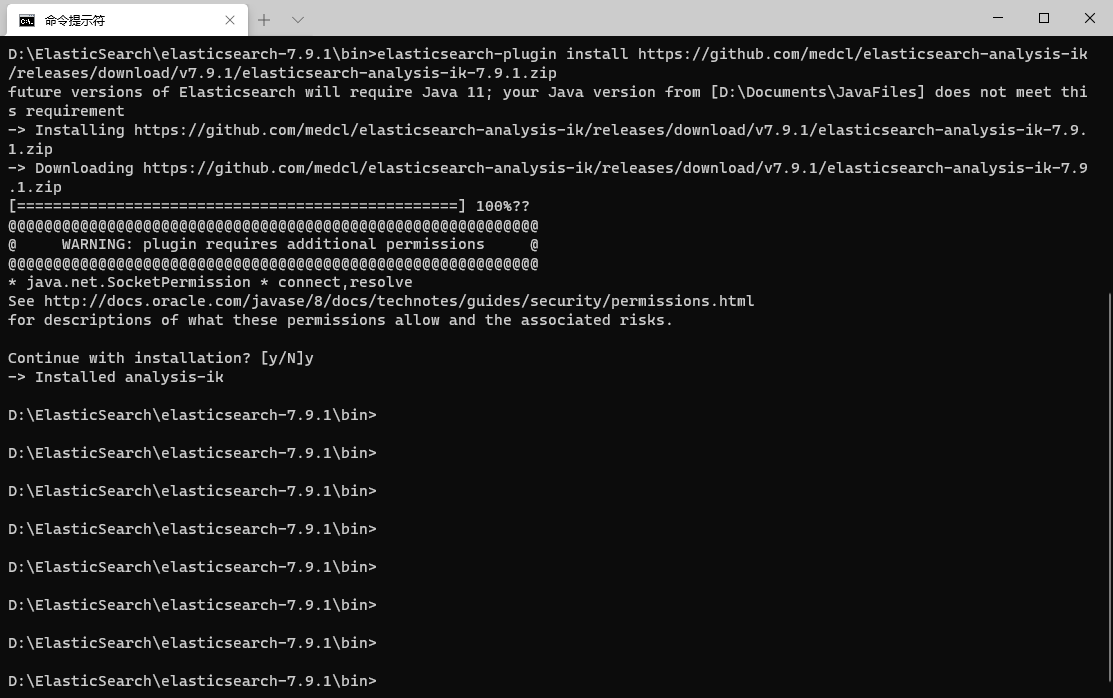 命令提示符
D:\ElasticSearch\elasticsearch-7.9.1\bin>elasticsearch-plugin install https://github.com/medcl/elasticsearch-analysis-ik
/releases/download/v7.9.1/elasticsearch-analysis-ik-7.9.1.zip
future versions of Elasticsearch will require Java 11; your Java version from [D:\Documents\JavaFiles] does not meet thi
s requirement
-> Installing https://github.com/medcl/elasticsearch-analysis-ik/releases/download/v7.9.1/elasticsearch-analysis-ik-7.9.
1.zip
-> Downloading https://github.com/medcl/elasticsearch-analysis-ik/releases/download/v7.9.1/elasticsearch-analysis-ik-7.9
.1.zip
[=================================================] 100%??
@@@@@@@@@@@@@@@@@@@@@@@@@@@@@@@@@@@@@@@@@@@@@@@@@@@@@@@@@@@
@     WARNING: plugin requires additional permissions     @
@@@@@@@@@@@@@@@@@@@@@@@@@@@@@@@@@@@@@@@@@@@@@@@@@@@@@@@@@@@
* java.net.SocketPermission * connect,resolve
See http://docs.oracle.com/javase/8/docs/technotes/guides/security/permissions.html
for descriptions of what these permissions allow and the associated risks.
Continue with installation? [y/N]y
-> Installed analysis-ik
D:\ElasticSearch\elasticsearch-7.9.1\bin>
D:\ElasticSearch\elasticsearch-7.9.1\bin>
D:\ElasticSearch\elasticsearch-7.9.1\bin>
D:\ElasticSearch\elasticsearch-7.9.1\bin>
D:\ElasticSearch\elasticsearch-7.9.1\bin>
D:\ElasticSearch\elasticsearch-7.9.1\bin>
D:\ElasticSearch\elasticsearch-7.9.1\bin>
D:\ElasticSearch\elasticsearch-7.9.1\bin>